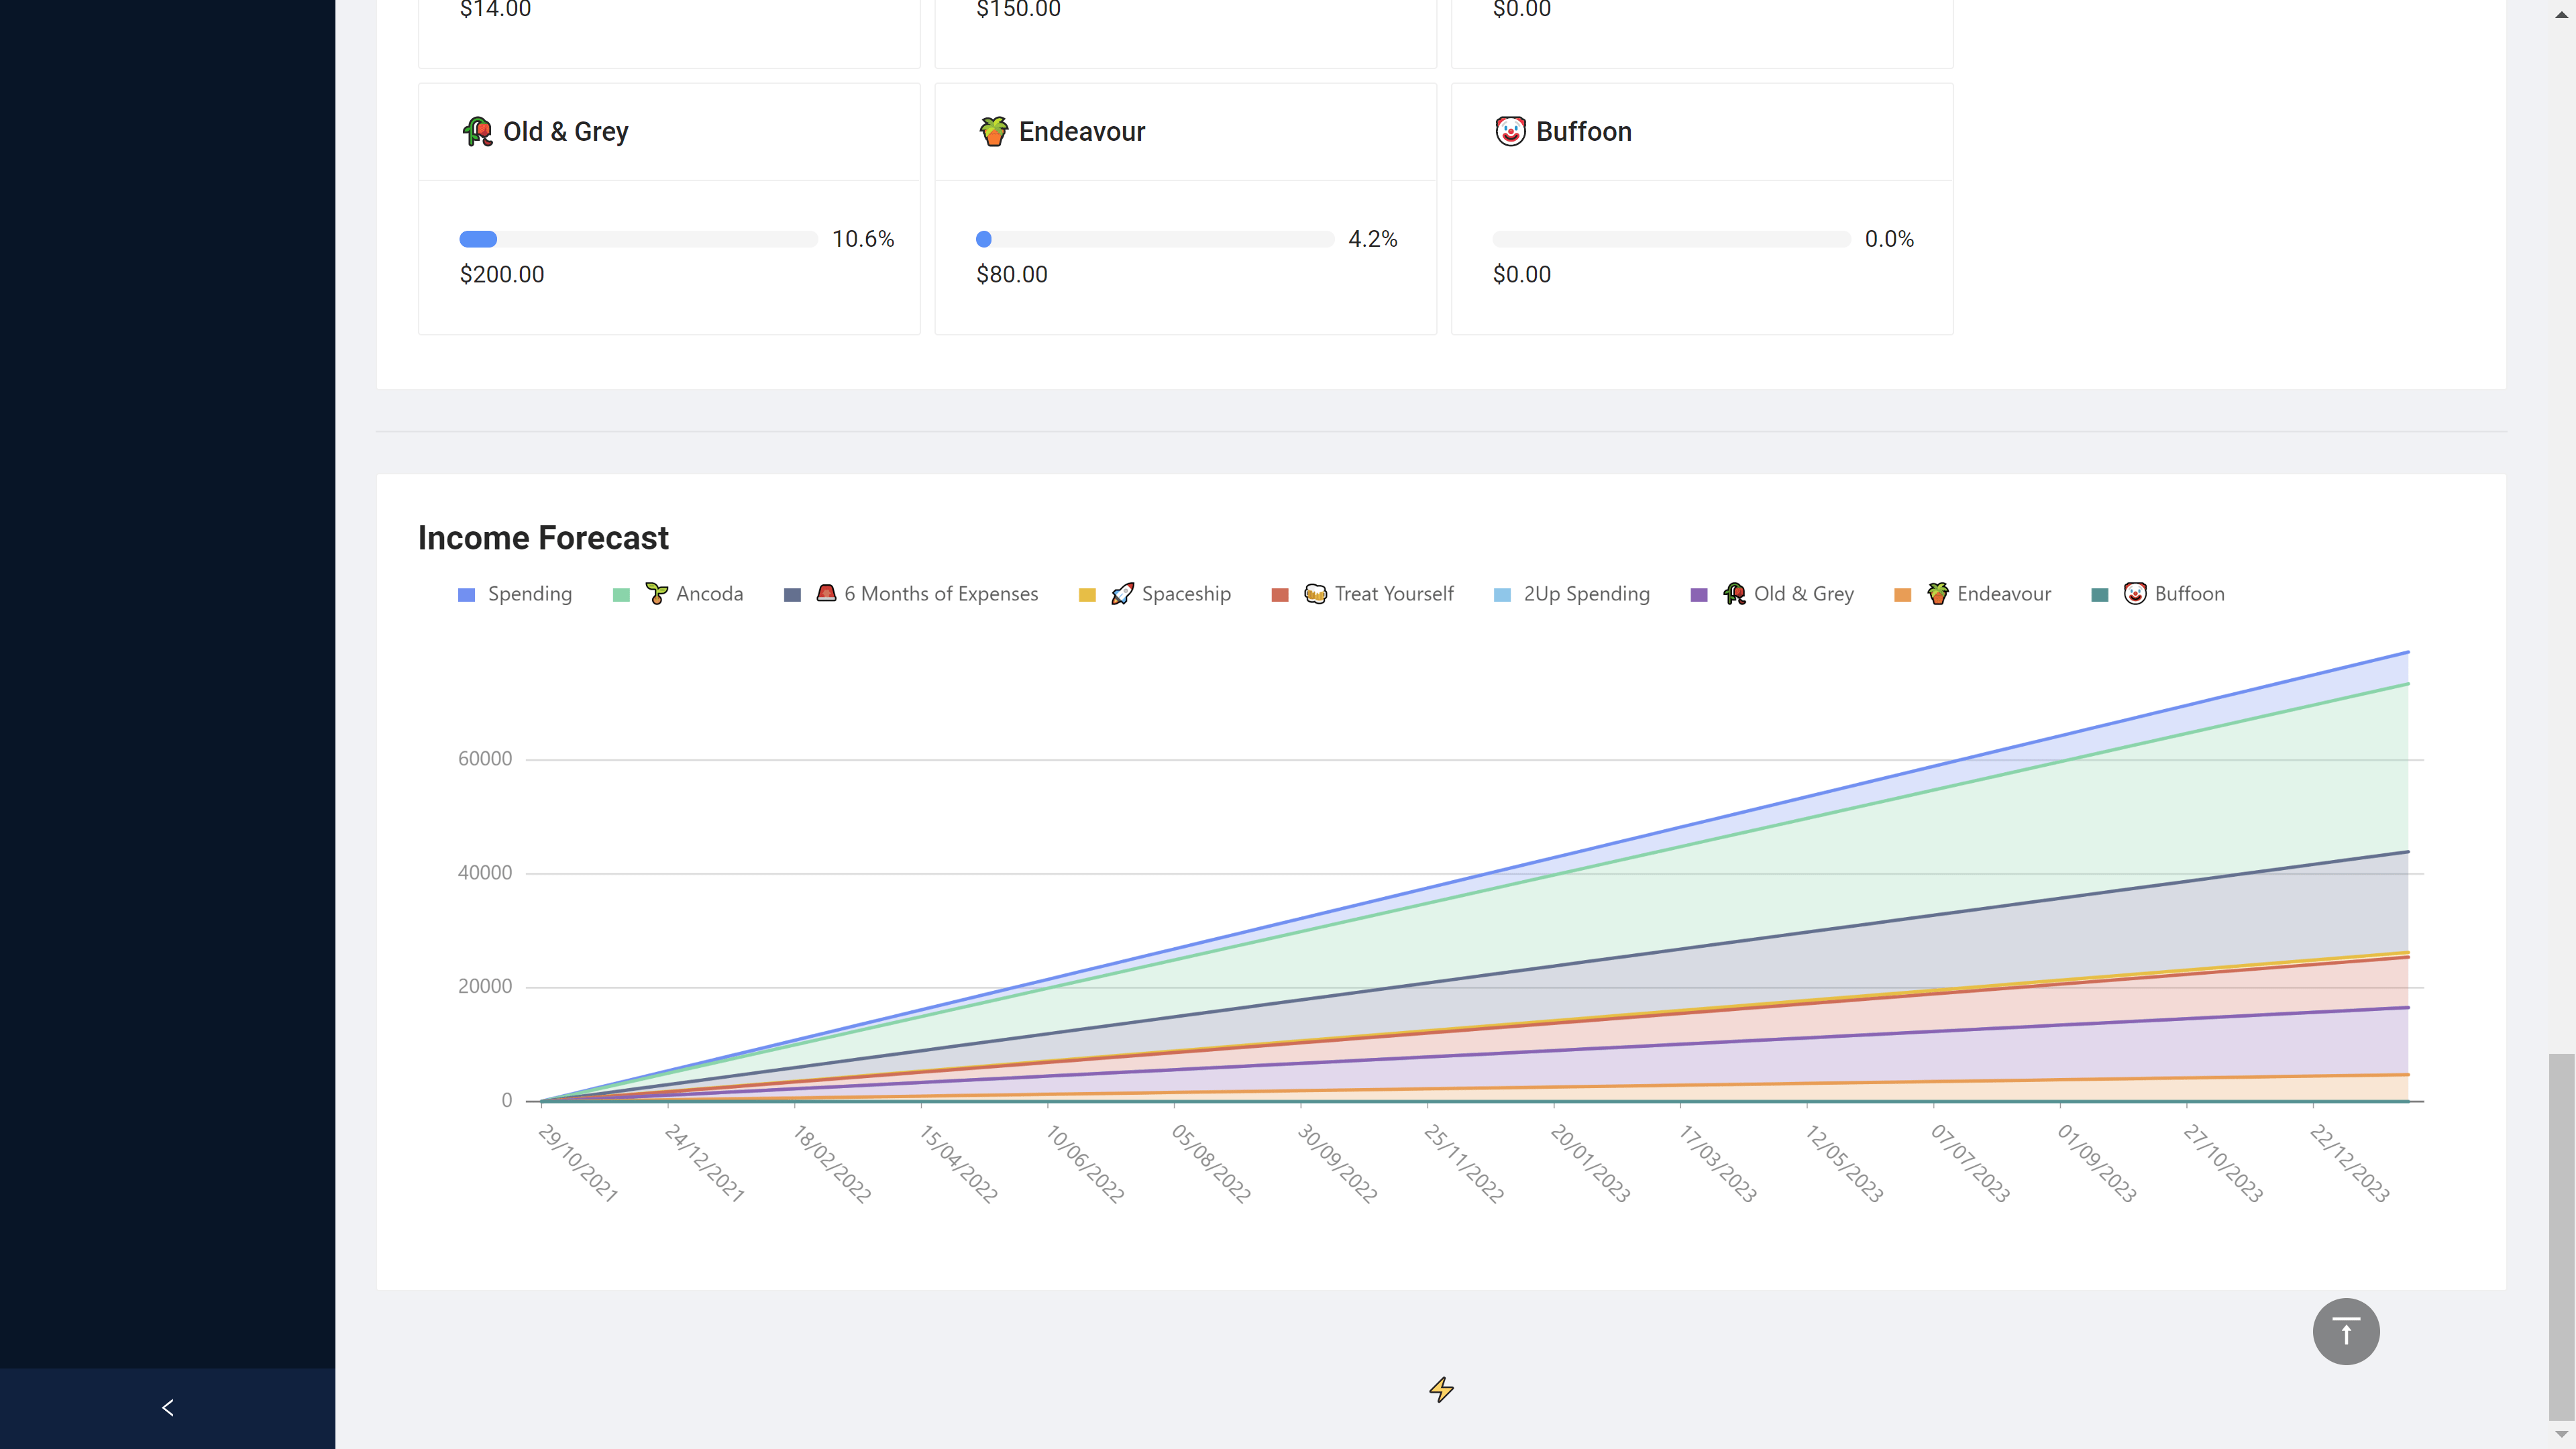 $14.00 $150.00 $0.00
Old & Grey Endeavour Buffoon
10.6% 4.2% 0.0%
$200.00 $80.00 $0.00
Income Forecast
Spending Ancoda 6 Months of Expenses Spaceship Treat Yourself 2Up Spending Old & Grey Endeavour Buffoon
60000
40000
20000
0
29/10/2021 24/12/2021 18/02/2022 15/04/2022 10/06/2022 05/08/2022 30/09/2022 25/11/2022 20/01/2023 17/03/2023 12/05/2023 07/07/2023 01/09/2023 27/10/2023 22/12/2023